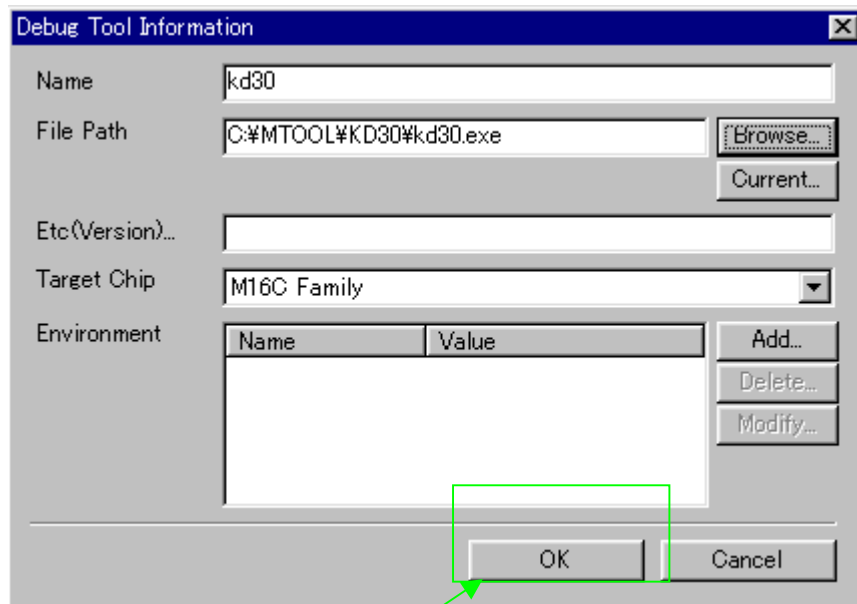 Debug Tool Information
Name
kd30
File Path
C:¥MTOOL¥KD30¥kd30.exe
Browse...
Current...
Etc(Version)...
Target Chip
M16C Family
Environment
Name Value
Add...
Delete...
Modify...
OK Cancel